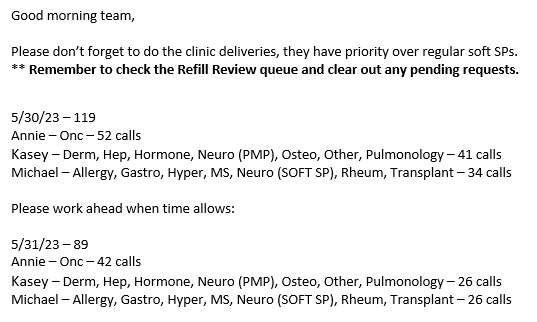 Good morning team,
Please don’t forget to do the clinic deliveries, they have priority over regular soft SPs.
** Remember to check the Refill Review queue and clear out any pending requests.
5/30/23 – 119
Annie – Onc – 52 calls
Kasey – Derm, Hep, Hormone, Neuro (PMP), Osteo, Other, Pulmonology – 41 calls
Michael – Allergy, Gastro, Hyper, MS, Neuro (SOFT SP), Rheum, Transplant – 34 calls
Please work ahead when time allows:
5/31/23 – 89
Annie – Onc – 42 calls
Kasey – Derm, Hep, Hormone, Neuro (PMP), Osteo, Other, Pulmonology – 26 calls
Michael – Allergy, Gastro, Hyper, MS, Neuro (SOFT SP), Rheum, Transplant – 26 calls